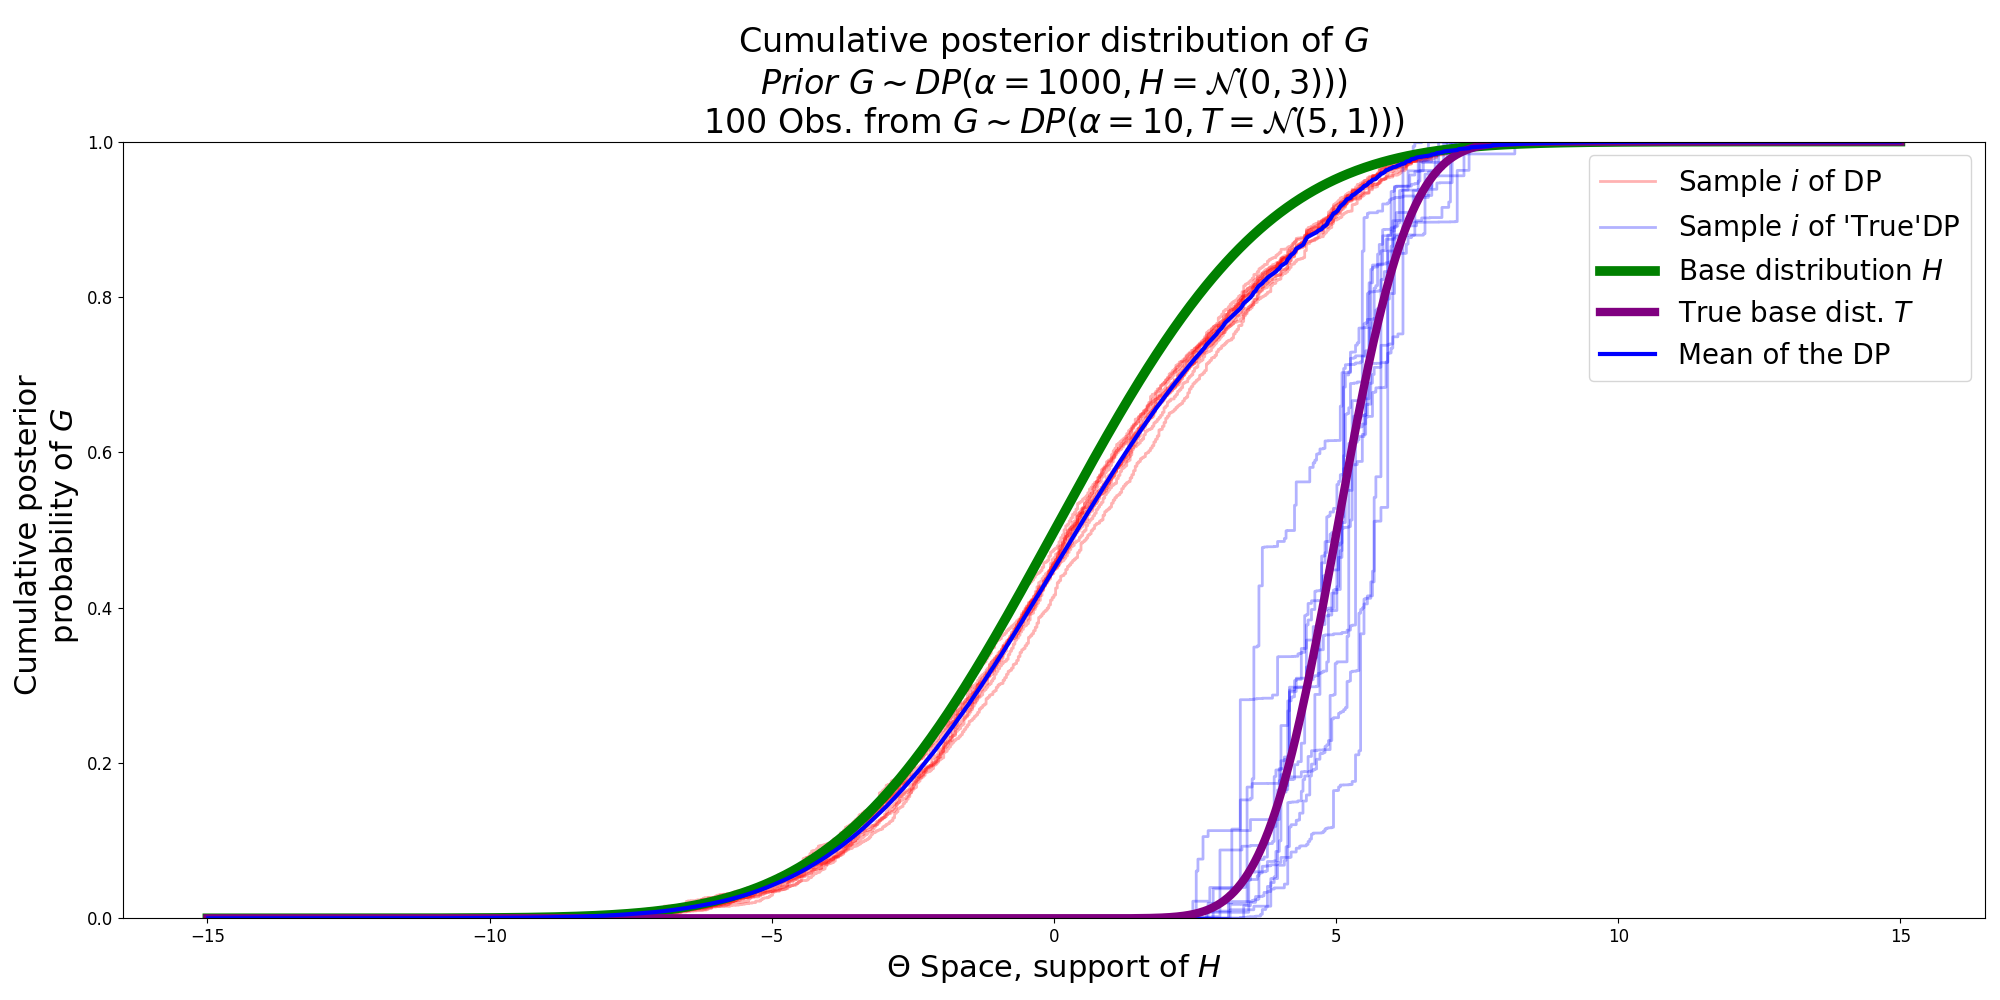 Cumulative posterior distribution of G
Prior G ∼ DP(α = 1000, H = 𝒩(0, 3)))
100 Obs. from G ∼ DP(α = 10, T = 𝒩(5, 1)))
1.0
0.8
0.6
0.4
0.2
0.0
Cumulative posterior
probability of G
Sample i of DP
Sample i of 'True'DP
Base distribution H
True base dist. T
Mean of the DP
−15
−10
−5
0
5
10
15
Θ Space, support of H